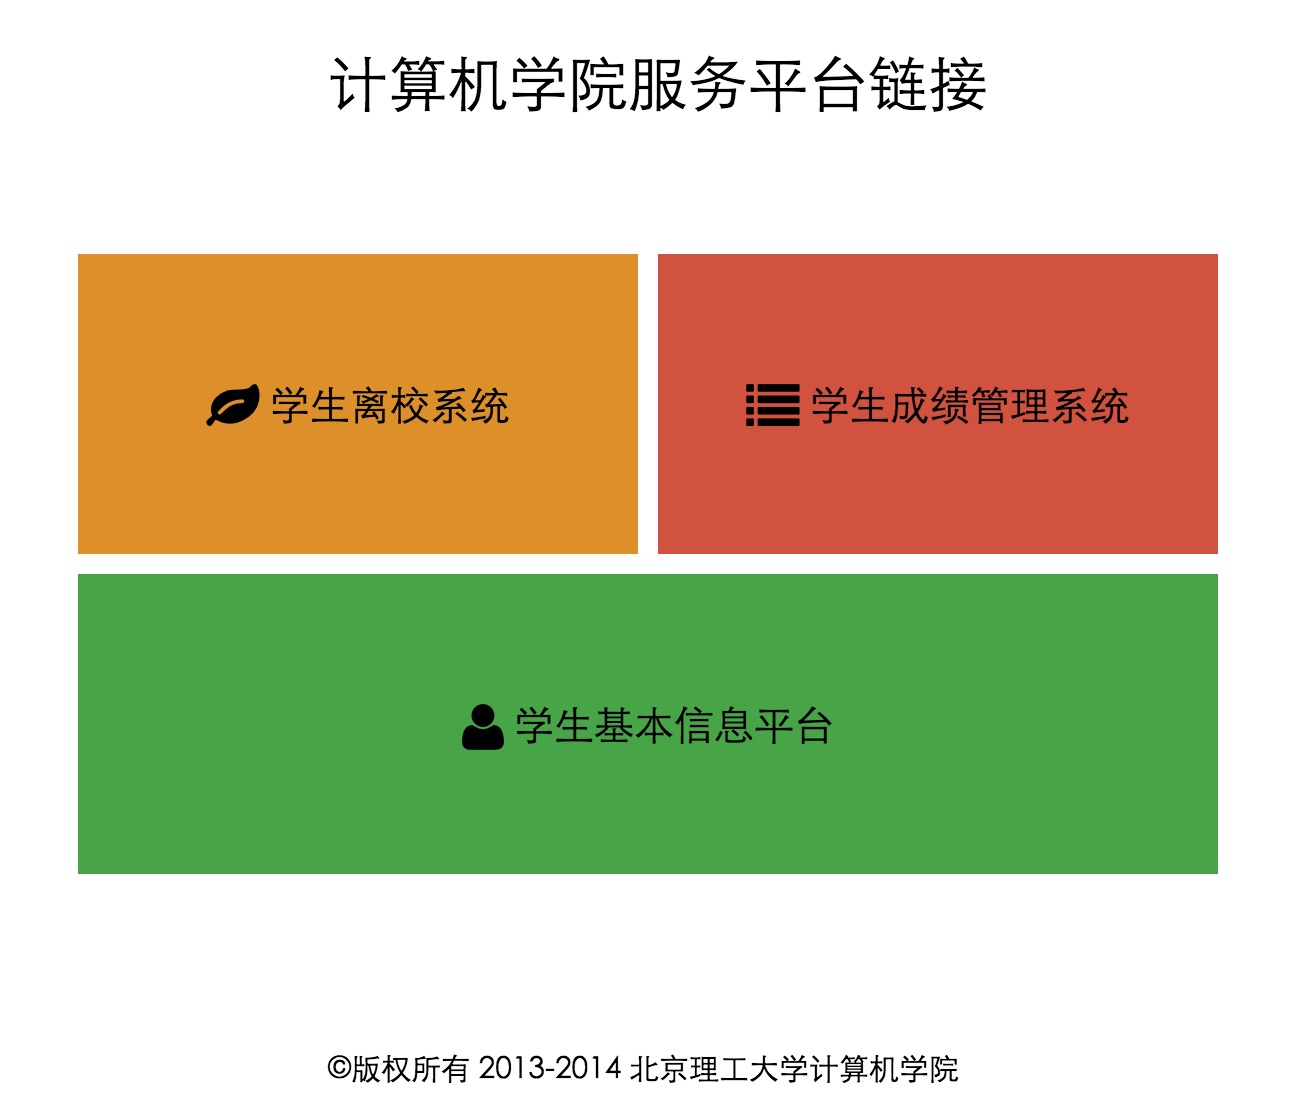 计算机学院服务平台链接
学生离校系统
学生成绩管理系统
学生基本信息平台
©版权所有 2013-2014 北京理工大学计算机学院